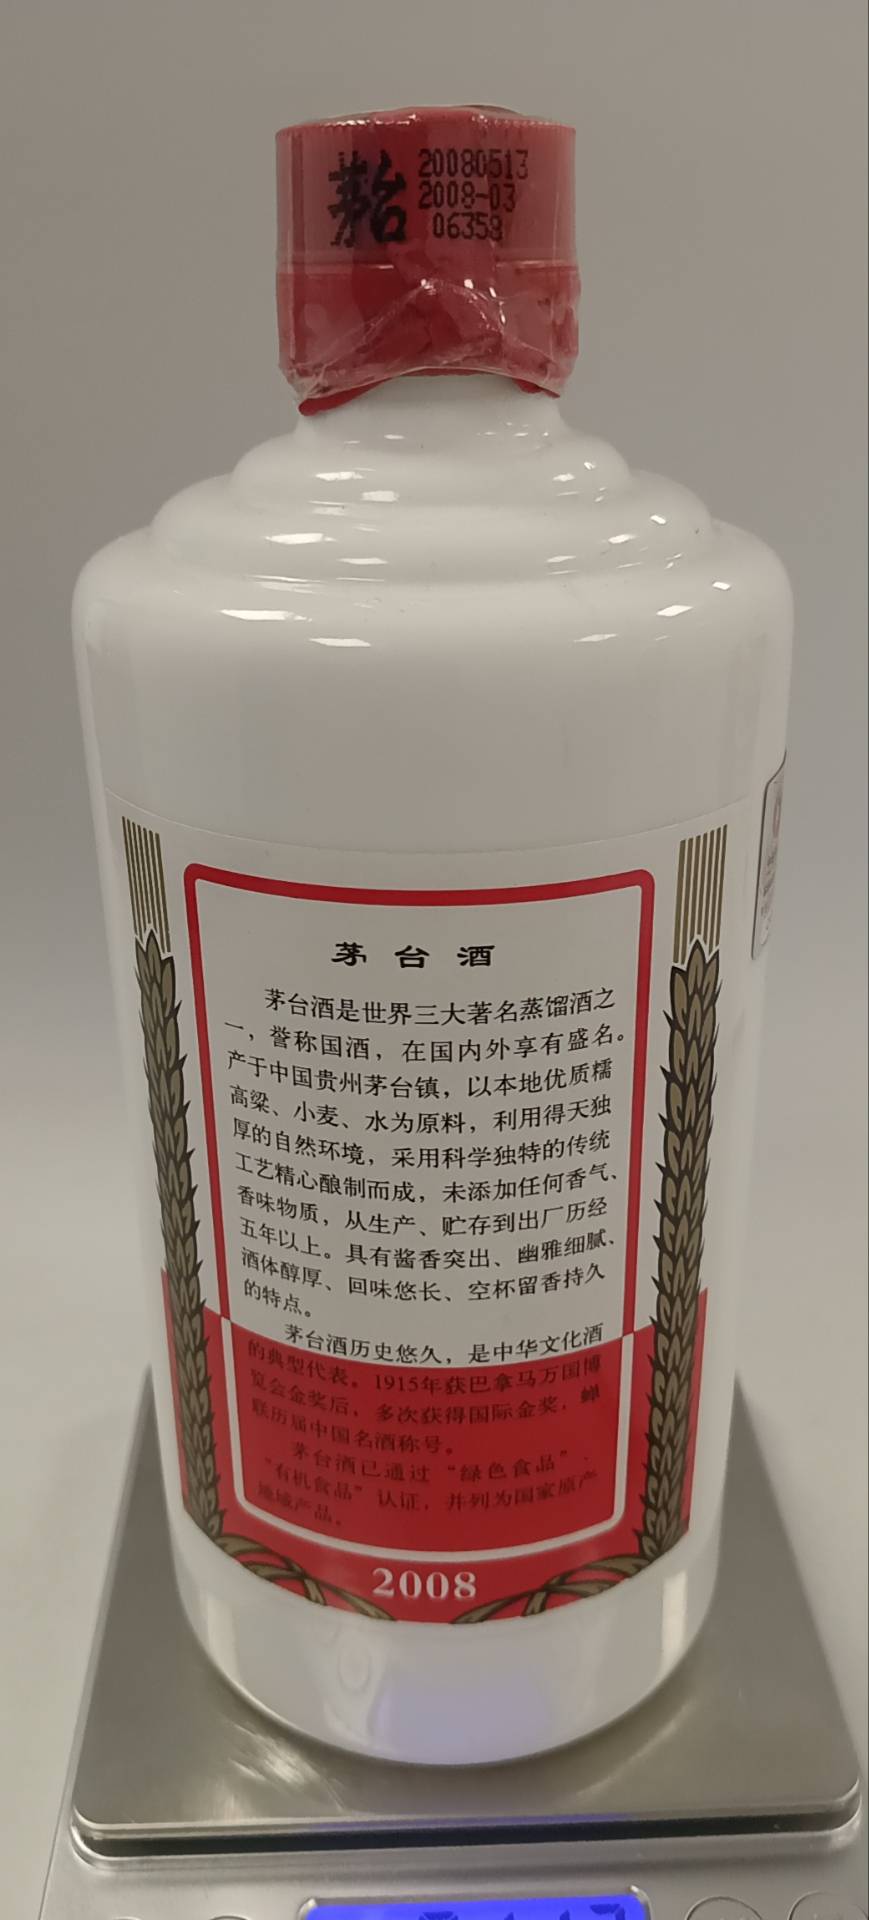 茅台
20080513
2008-03
06358
茅台酒
茅台酒是世界三大著名蒸馏酒之
一，誉称国酒，在国内外享有盛名。
产于中国贵州茅台镇，以本地优质糯
高粱、小麦、水为原料，利用得天独
厚的自然环境，采用科学独特的传统
工艺精心酿制而成，未添加任何香气、
香味物质，从生产、贮存到出厂历经
五年以上。具有酱香突出、幽雅细腻、
酒体醇厚、回味悠长、空杯留香持久
的特点。
茅台酒历史悠久，是中华文化酒
的典型代表。1915年获巴拿马万国博
览会金奖后，多次获得国际金奖，蝉
联历届中国名酒称号。
茅台酒已通过“绿色食品”、
“有机食品”认证，并列为国家原产
地域产品。
2008